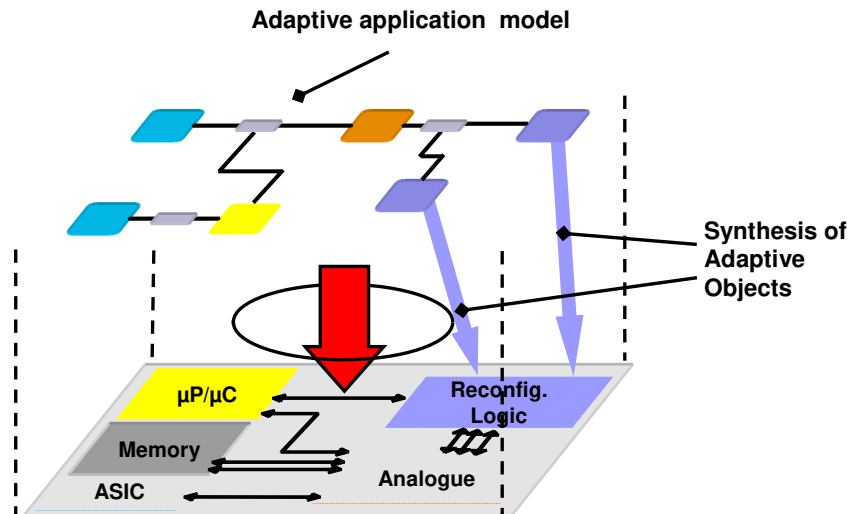 Adaptive application model
Synthesis of
Adaptive
Objects
µP/µC
Reconfig.
Logic
Memory
Analogue
ASIC